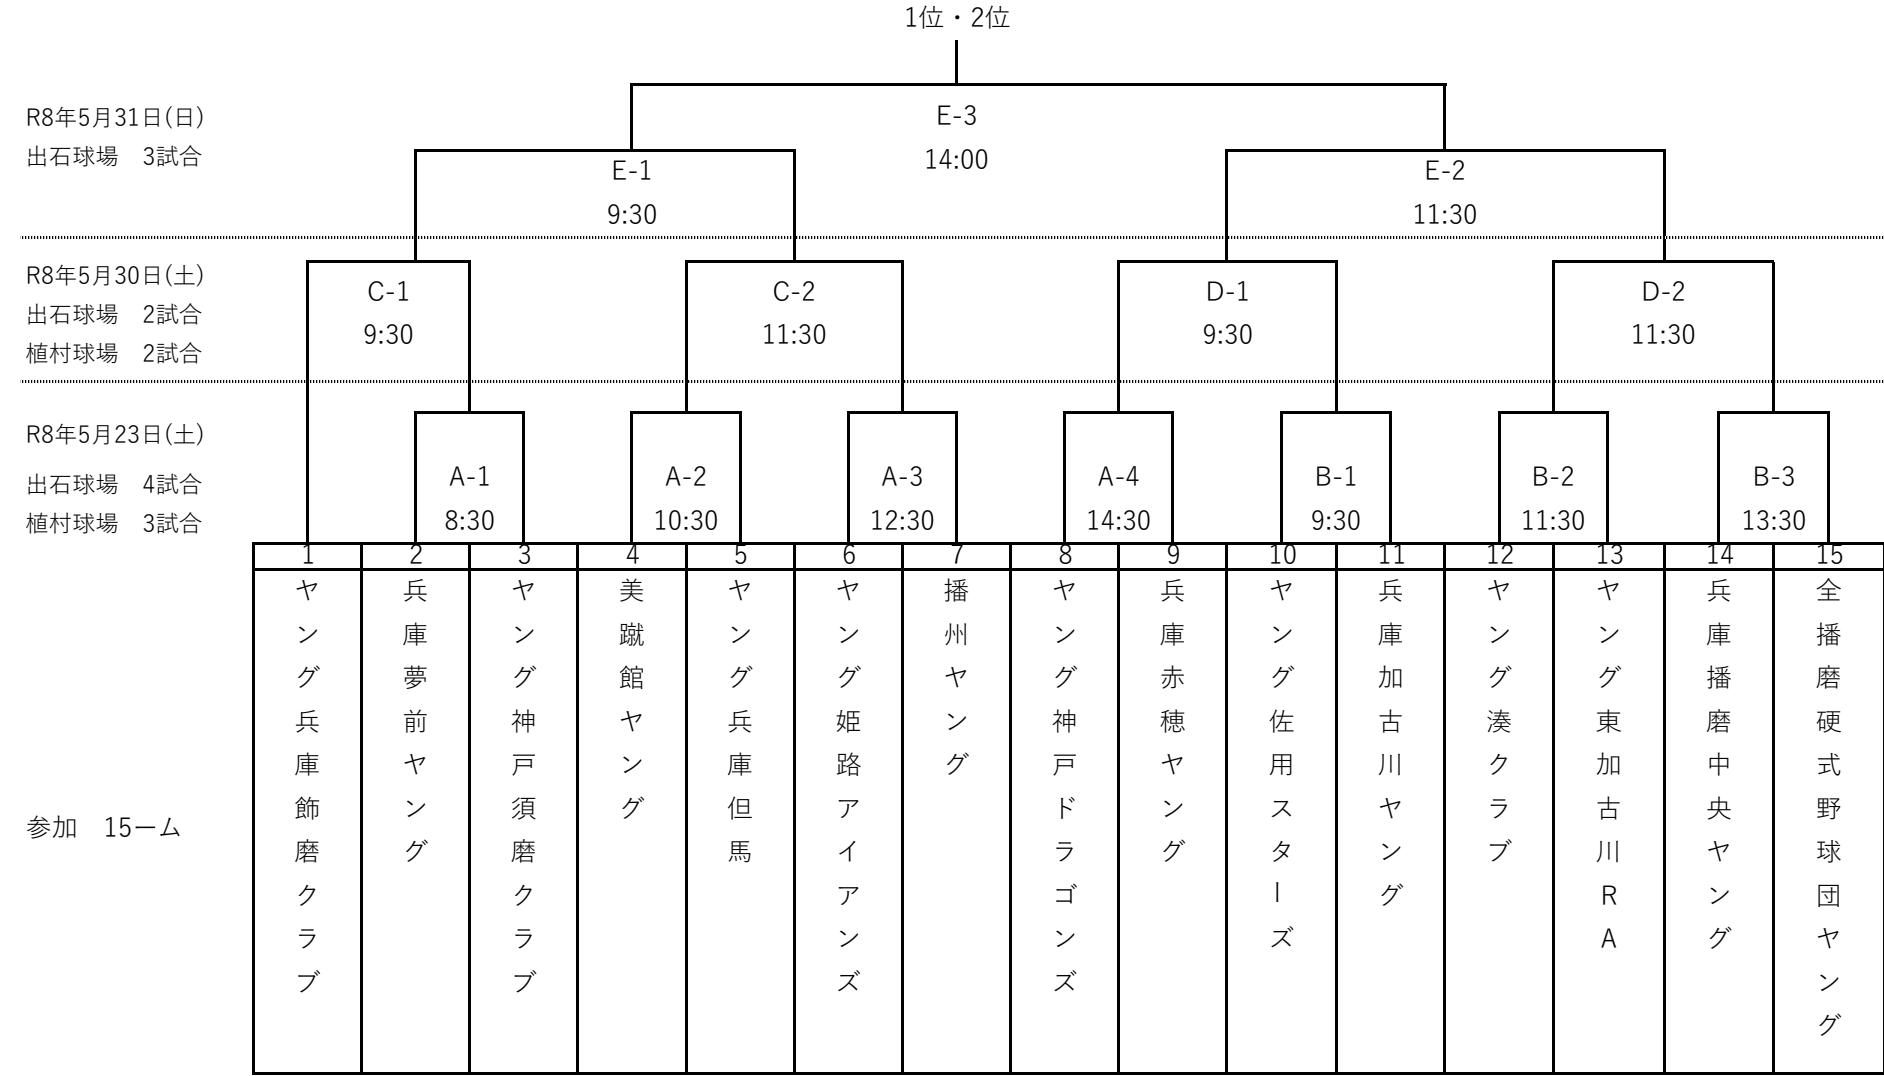 1位・2位
R8年5月31日(日)
出石球場　3試合
E-3
14:00
E-1
9:30
E-2
11:30
R8年5月30日(土)
出石球場　2試合
植村球場　2試合
C-1
9:30
C-2
11:30
D-1
9:30
D-2
11:30
R8年5月23日(土)
出石球場　4試合
植村球場　3試合
A-1
8:30
A-2
10:30
A-3
12:30
A-4
14:30
B-1
9:30
B-2
11:30
B-3
13:30
参加　15ーム
1
ヤング兵庫飾磨クラブ
2
兵庫夢前ヤング
3
ヤング神戸須磨クラブ
4
美蹴館ヤング
5
ヤング兵庫但馬
6
ヤング姫路アイアンズ
7
播州ヤング
8
ヤング神戸ドラゴンズ
9
兵庫赤穂ヤング
10
ヤング佐用スターズ
11
兵庫加古川ヤング
12
ヤング湊クラブ
13
ヤング東加古川RA
14
兵庫播磨中央ヤング
15
全播磨硬式野球団ヤング